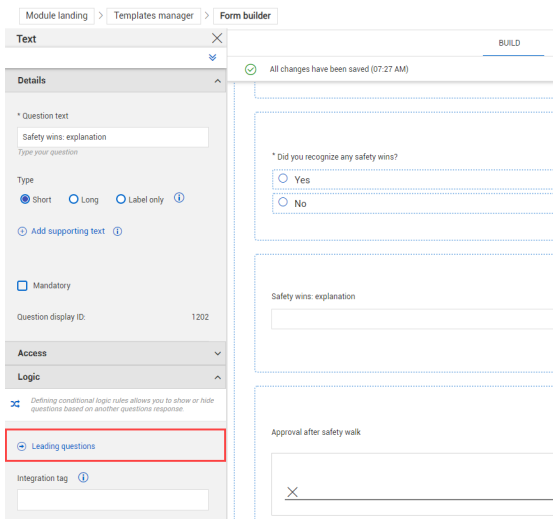 Module landing > Templates manager > Form builder
Text
BUILD
All changes have been saved (07:27 AM)
Details
* Question text
Safety wins: explanation
Type your question
Type
Short Long Label only
Add supporting text
Mandatory
Question display ID: 1202
Access
Logic
Defining conditional logic rules allows you to show or hide
questions based on another questions response.
Leading questions
Integration tag
* Did you recognize any safety wins?
Yes
No
Safety wins: explanation
Approval after safety walk